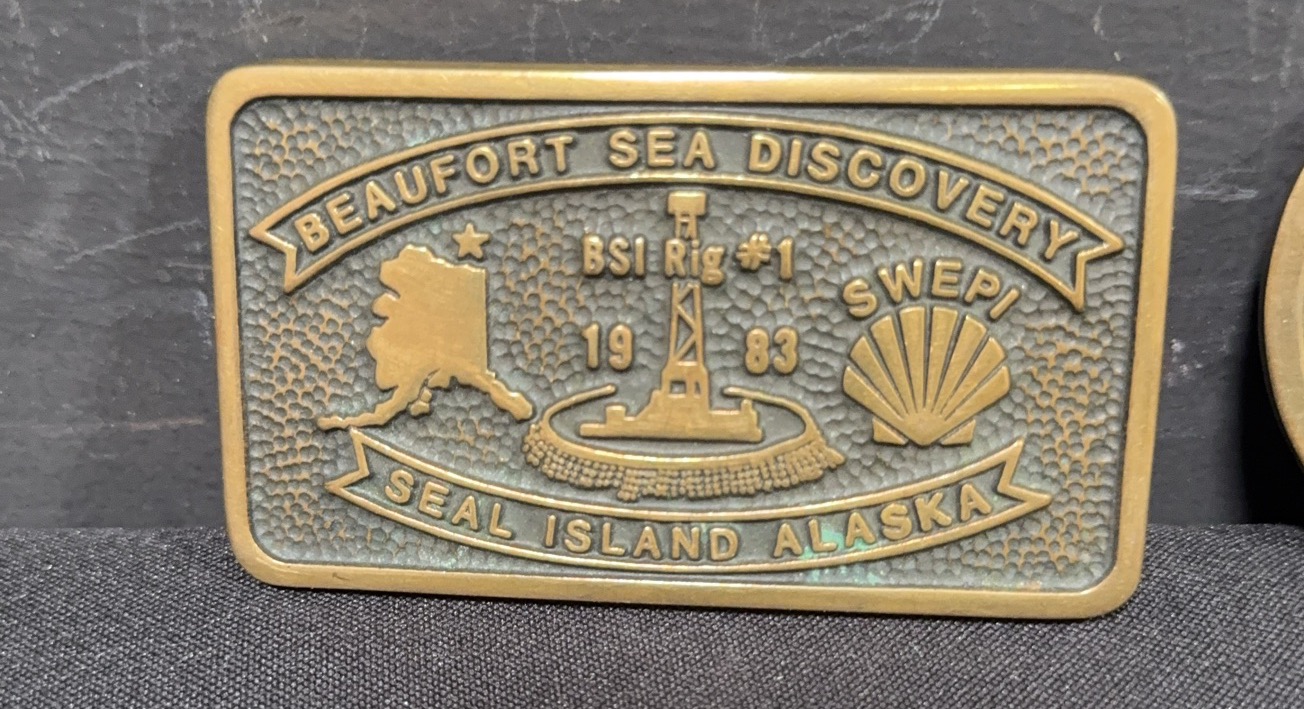 BEAUFORT SEA DISCOVERY
BSI Rig #1
SWEPI
19 83
SEAL ISLAND ALASKA